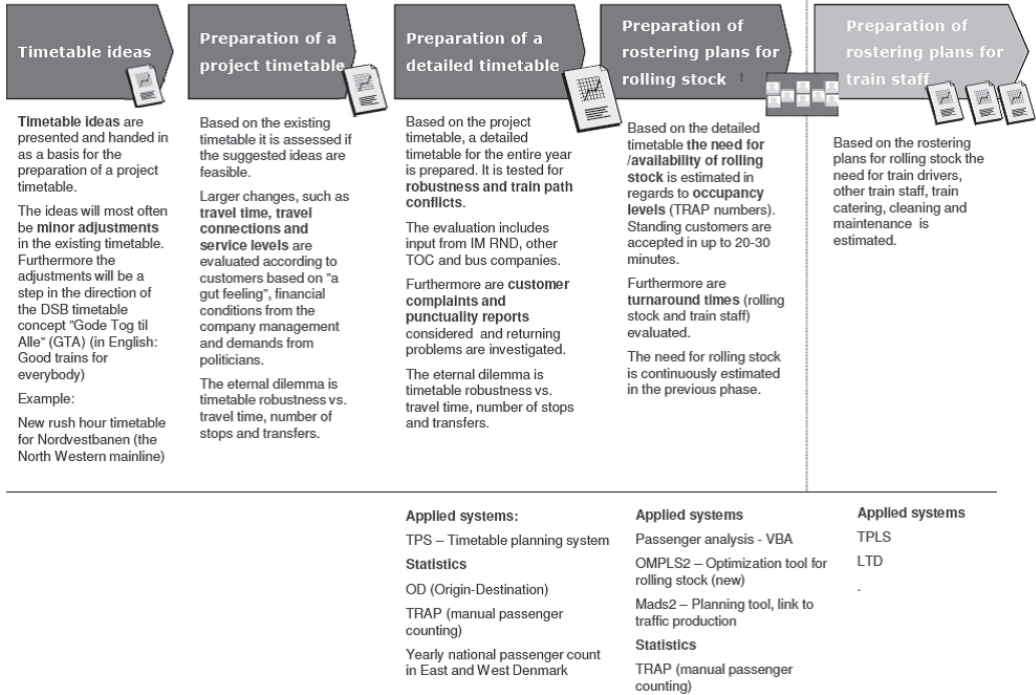 Timetable ideas
Preparation of a
project timetable
Preparation of a
detailed timetable
Preparation of
rostering plans for
rolling stock
Preparation of
rostering plans for
train staff
Timetable ideas are
presented and handed in
as a basis for the
preparation of a project
timetable.
The ideas will most often
be minor adjustments
in the existing timetable.
Furthermore the
adjustments will be a
step in the direction of
the DSB timetable
concept "Gode Tog til
Alle" (GTA) (in English:
Good trains for
everybody)
Example:
New rush hour timetable
for Nordvestbanen (the
North Western mainline)
Based on the existing
timetable it is assessed if
the suggested ideas are
feasible.
Larger changes, such as
travel time, travel
connections and
service levels are
evaluated according to
customers based on "a
gut feeling", financial
conditions from the
company management
and demands from
politicians.
The eternal dilemma is
timetable robustness vs.
travel time, number of
stops and transfers.
Based on the project
timetable, a detailed
timetable for the entire year
is prepared. It is tested for
robustness and train path
conflicts.
The evaluation includes
input from IM RND, other
TOC and bus companies.
Furthermore are customer
complaints and
punctuality reports
considered and returning
problems are investigated.
The eternal dilemma is
timetable robustness vs.
travel time, number of stops
and transfers.
Based on the detailed
timetable the need for
/availability of rolling
stock is estimated in
regards to occupancy
levels (TRAP numbers).
Standing customers are
accepted in up to 20-30
minutes.
Furthermore are
turnaround times (rolling
stock and train staff)
evaluated.
The need for rolling stock
is continuously estimated
in the previous phase.
Based on the rostering
plans for rolling stock the
need for train drivers,
other train staff, train
catering, cleaning and
maintenance is
estimated.
Applied systems:
TPS – Timetable planning system
Statistics
OD (Origin-Destination)
TRAP (manual passenger
counting)
Yearly national passenger count
in East and West Denmark
Applied systems
Passenger analysis - VBA
OMPLS2 – Optimization tool for
rolling stock (new)
Mads2 – Planning tool, link to
traffic production
Statistics
TRAP (manual passenger
counting)
Applied systems
TPLS
LTD
.